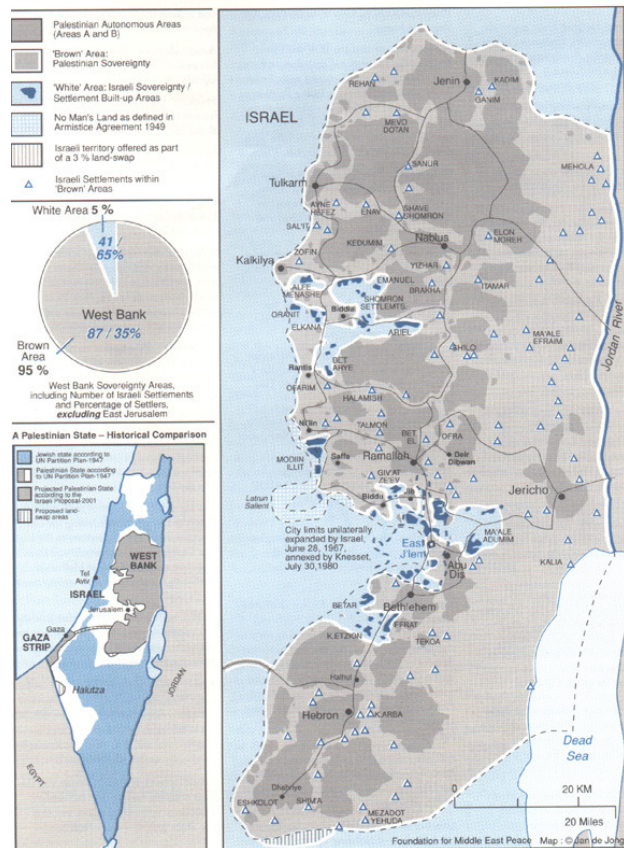 Palestinian Autonomous Areas
(Areas A and B)
'Brown' Area:
Palestinian Sovereignty
'White' Area: Israeli Sovereignty /
Settlement Built-up Areas
No Man's Land as defined in
Armistice Agreement 1949
Israeli territory offered as part
of a 3 % land-swap
Israeli Settlements within
'Brown' Areas
White Area 5 %
41 /
65%
West Bank
87 / 35%
Brown
Area
95 %
West Bank Sovereignty Areas,
including Number of Israeli Settlements
and Percentage of Settlers,
excluding East Jerusalem
A Palestinian State – Historical Comparison
Jewish state according to
UN Partition Plan-1947
Palestinian State according
to UN Partition Plan-1947
Projected Palestinian State
according to the
Israeli Proposal-2001
Proposed land-
swap areas
WEST
BANK
Tel
Aviv
ISRAEL
Jerusalem
Gaza
GAZA
STRIP
Halutza
JORDAN
EGYPT
ISRAEL
REHAN
Jenin
KADIM
GANIM
MEVO
DOTAN
SANUR
MEHOLA
Tulkarm
AVNE
HEFEZ
ENAV
SHAVE
SHOMRON
SAL'IT
ZOFIN
KEDUMIM
Nablus
ELON
MOREH
Kalkilya
YIZHAR
ALFE
MENASHE
EMANUEL
BRAKHA
ITAMAR
SHOMRON
SETTLEMTS
ORANIT
Biddia
ELKANA
ARIEL
MA'ALE
EFRAIM
SHILO
BET
ARYE
Rantis
OFARIM
HALAMISH
Jordan River
Ni'lin
TALMON
BET
EL
OFRA
MODIIN
ILLIT
Saffa
Ramallah
Deir
Dibwan
GIV'AT
ZE'EV
Jericho
Biddu
Jib
Latrun
Salient
City limits unilaterally
expanded by Israel,
June 28, 1967,
annexed by Knesset,
July 30,1980
East
J'lem
MA'ALE
ADUMIM
Abu
Dis
KALIA
BETAR
Bethlehem
EFRAT
K.ETZION
TEKOA
Halhul
Hebron
K.ARBA
Dead
Sea
Dhahriye
ESHKOLOT
SHIM'A
MEZADOT
YEHUDA
0
20 KM
20 Miles
Foundation for Middle East Peace Map : © Jan de Jong